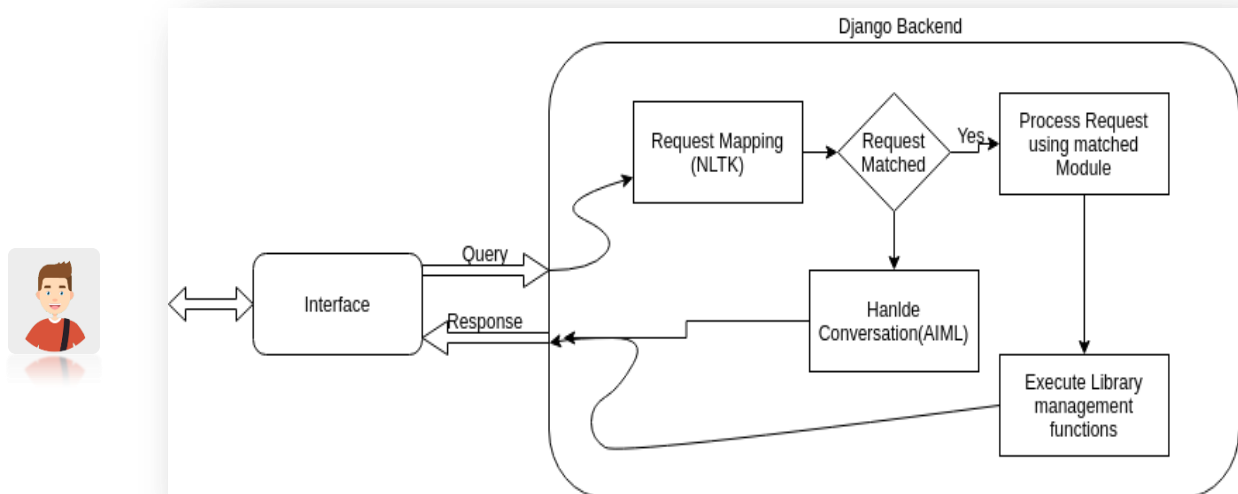 Django Backend
Request Mapping
(NLTK)
Request
Matched
Yes
Process Request
using matched
Module
Query
Interface
Response
Hanlde
Conversation(AIML)
Execute Library
management
functions